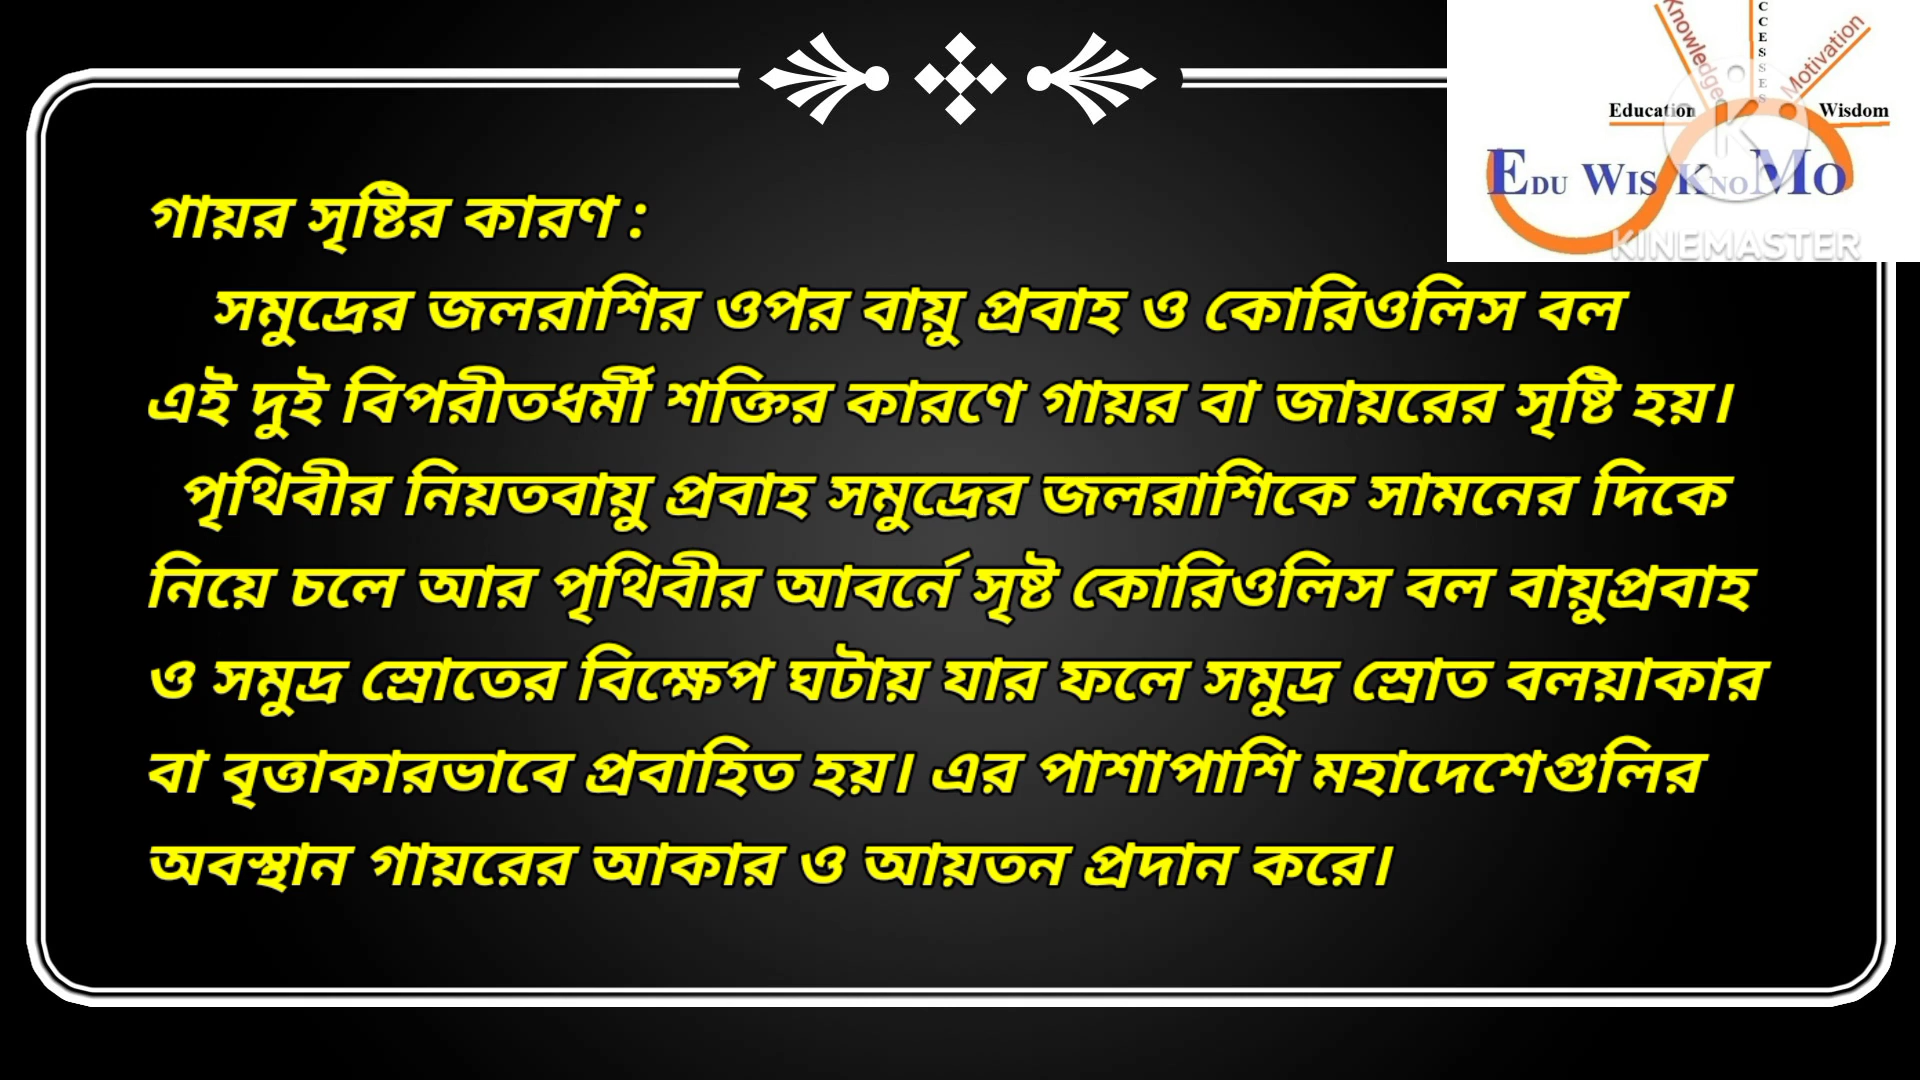 Knowledge
CCESSES
Motivation
Education
Wisdom
EDU WIS KNOMO
KINEMASTER
গায়র সৃষ্টির কারণ :
সমুদ্রের জলরাশির ওপর বায়ু প্রবাহ ও কোরিওলিস বল
এই দুই বিপরীতধর্মী শক্তির কারণে গায়র বা জায়রের সৃষ্টি হয়।
পৃথিবীর নিয়তবায়ু প্রবাহ সমুদ্রের জলরাশিকে সামনের দিকে
নিয়ে চলে আর পৃথিবীর আবর্নে সৃষ্ট কোরিওলিস বল বায়ুপ্রবাহ
ও সমুদ্র স্রোতের বিক্ষেপ ঘটায় যার ফলে সমুদ্র স্রোত বলয়াকার
বা বৃত্তাকারভাবে প্রবাহিত হয়। এর পাশাপাশি মহাদেশেগুলির
অবস্থান গায়রের আকার ও আয়তন প্রদান করে।